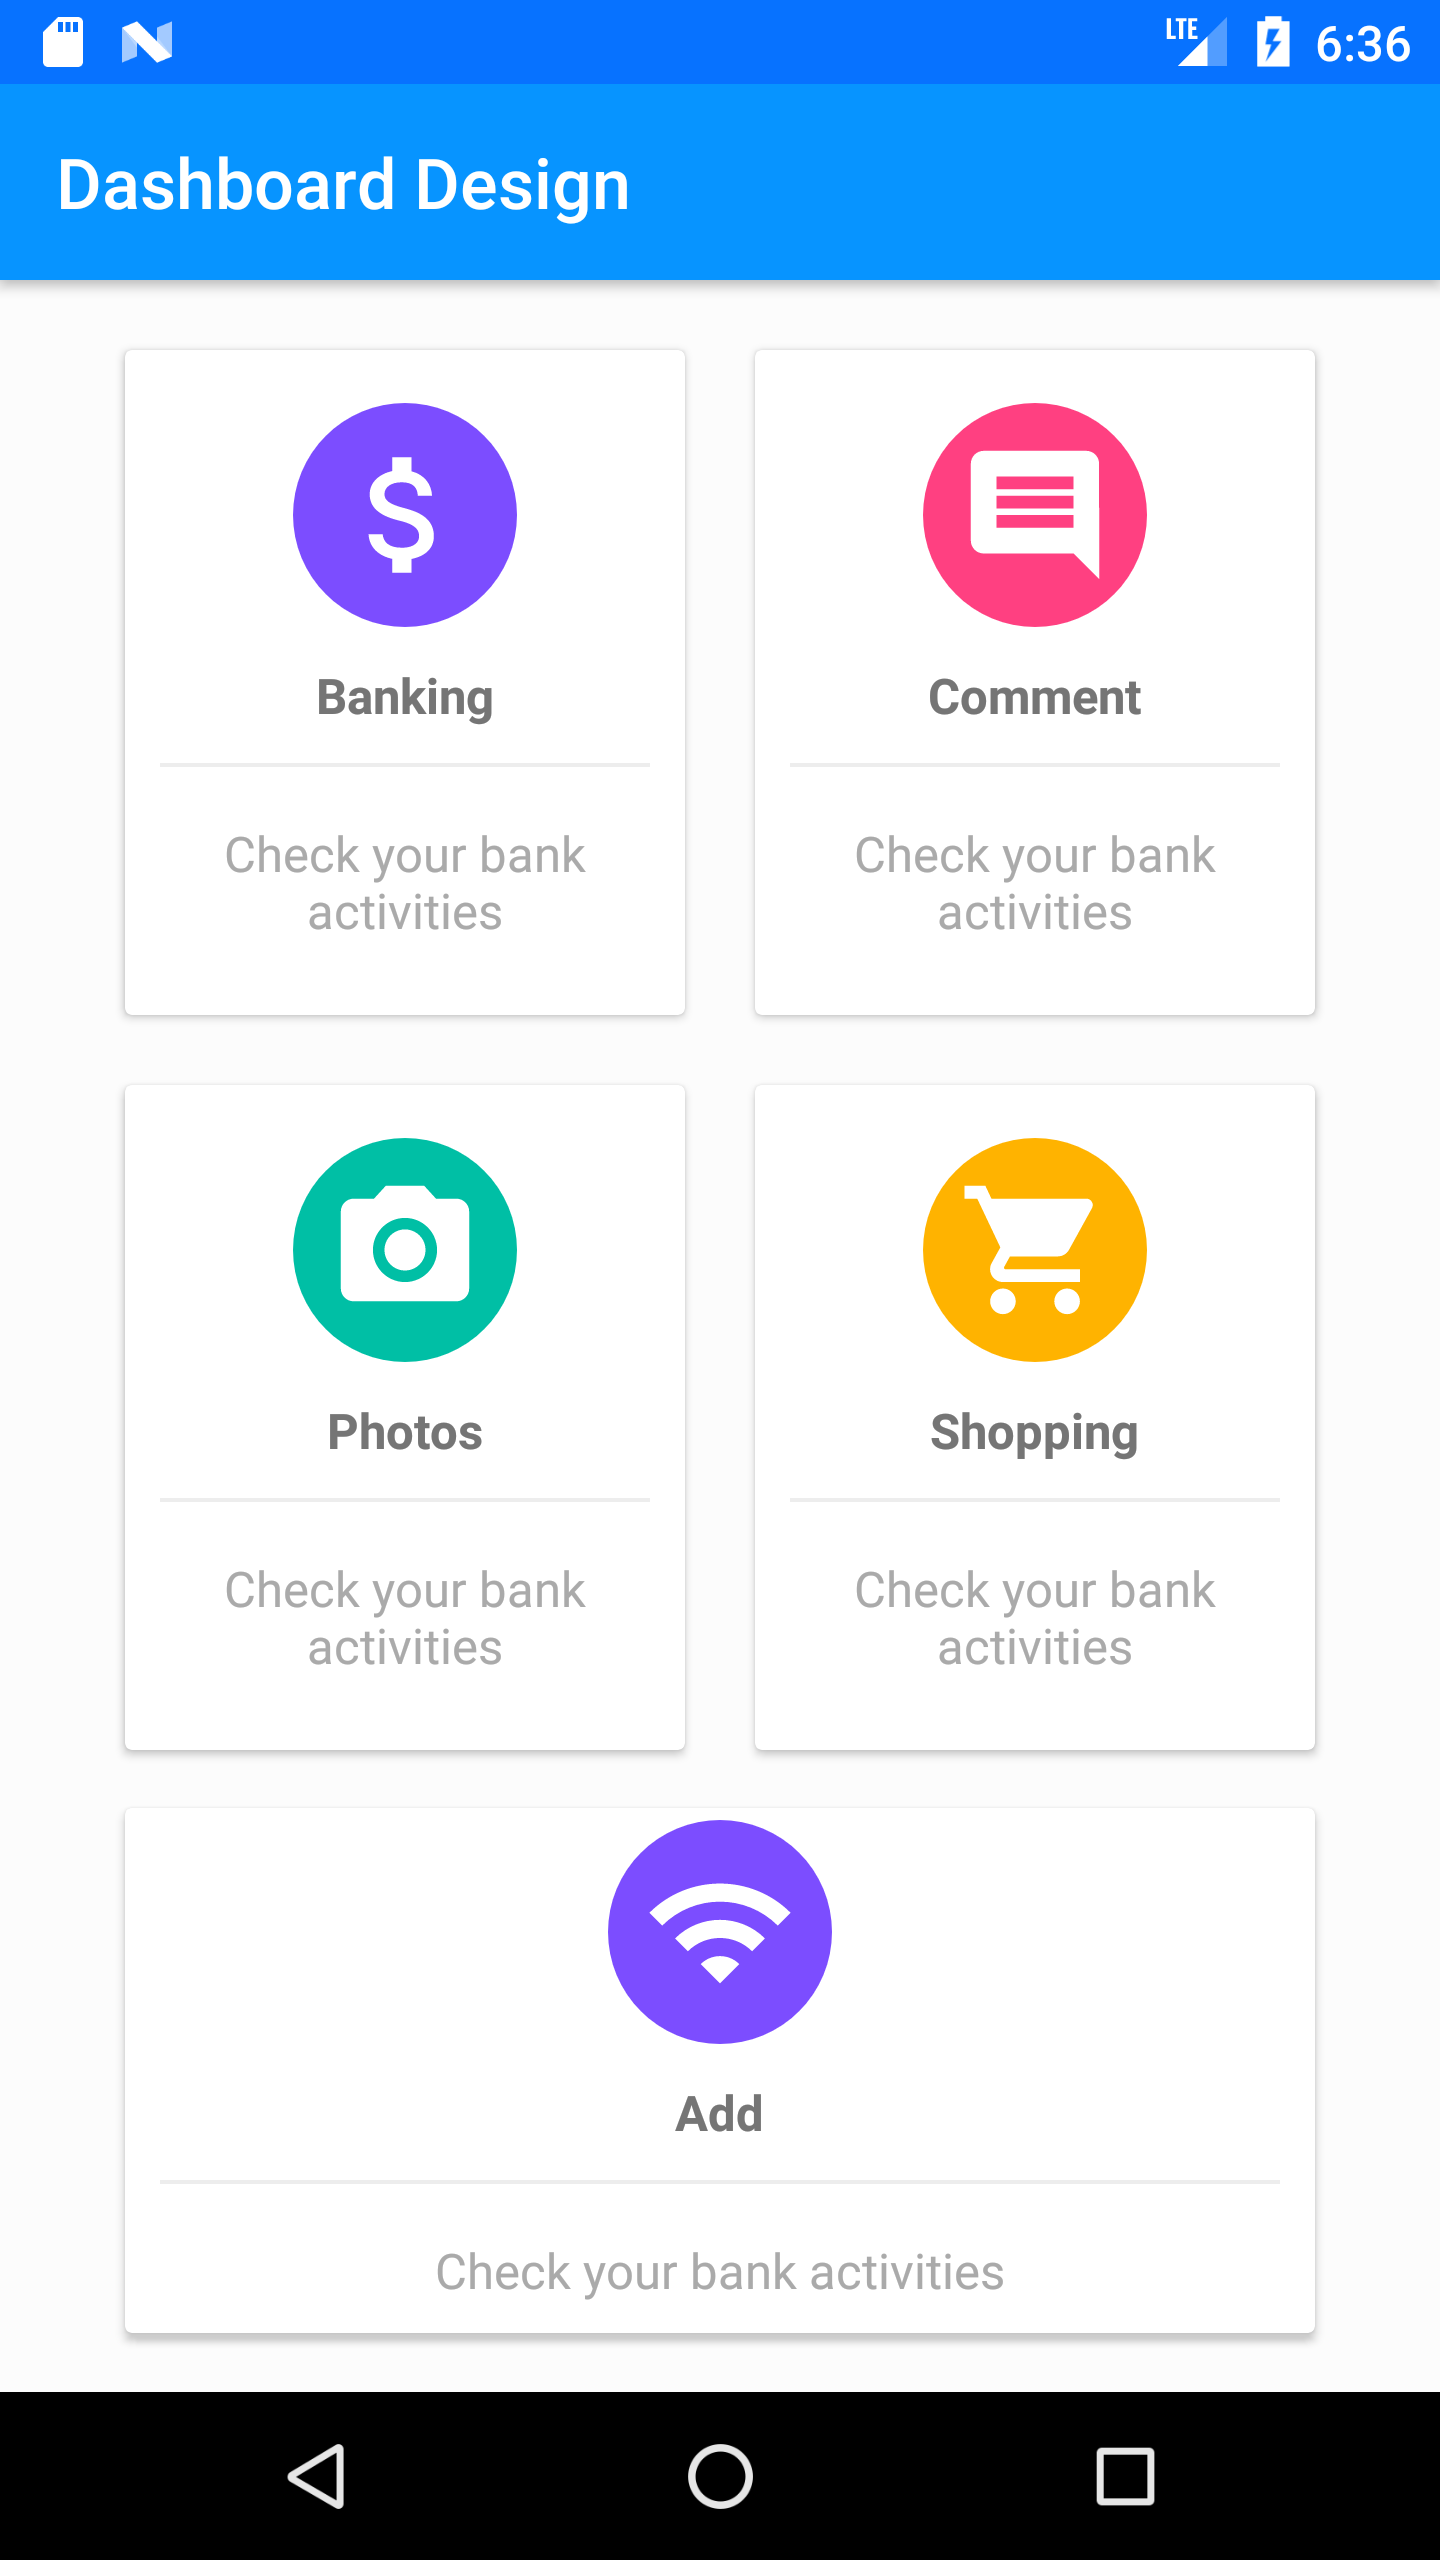 LTE 6:36
Dashboard Design
Banking
Check your bank
activities
Comment
Check your bank
activities
Photos
Check your bank
activities
Shopping
Check your bank
activities
Add
Check your bank activities